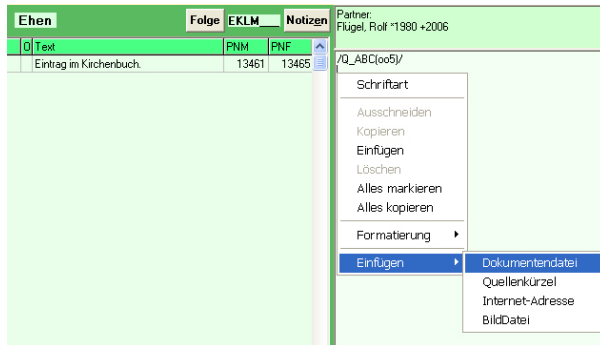 Ehen Folge EKLM___ Notizen
O Text PNM PNF
Eintrag im Kirchenbuch. 13461 13465
Partner:
Flügel, Rolf *1980 +2006
/Q_ABC(oo5)/
Schriftart
Ausschneiden
Kopieren
Einfügen
Löschen
Alles markieren
Alles kopieren
Formatierung
Einfügen
Dokumentendatei
Quellenkürzel
Internet-Adresse
BildDatei